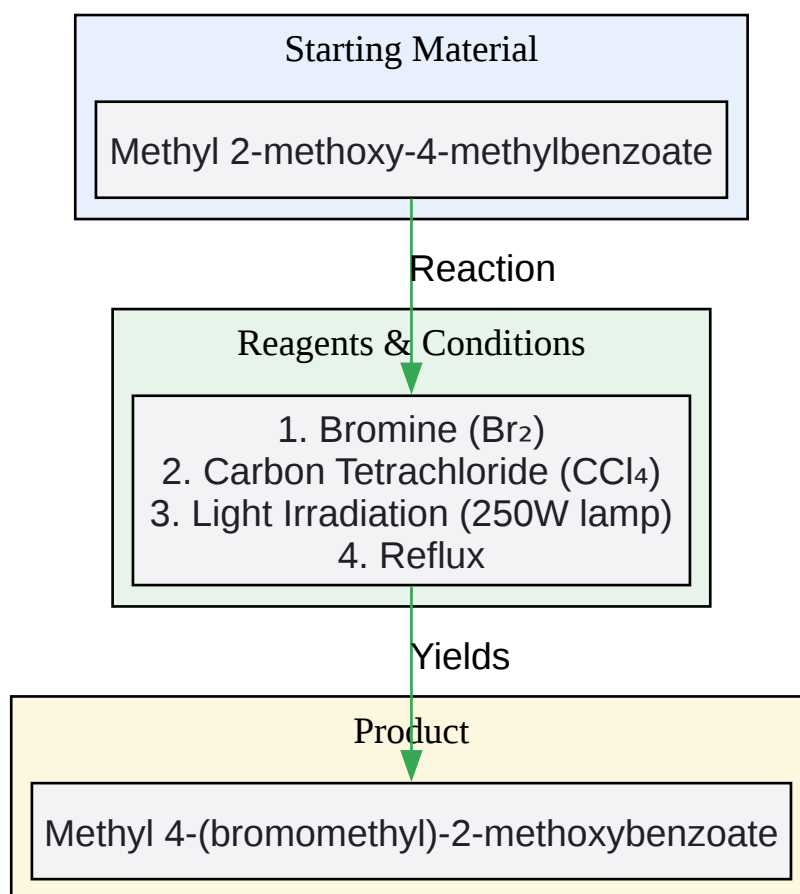 Starting Material
Methyl 2-methoxy-4-methylbenzoate
Reaction
Reagents & Conditions
1. Bromine (Br₂)
2. Carbon Tetrachloride (CCl₄)
3. Light Irradiation (250W lamp)
4. Reflux
Yields
Product
Methyl 4-(bromomethyl)-2-methoxybenzoate